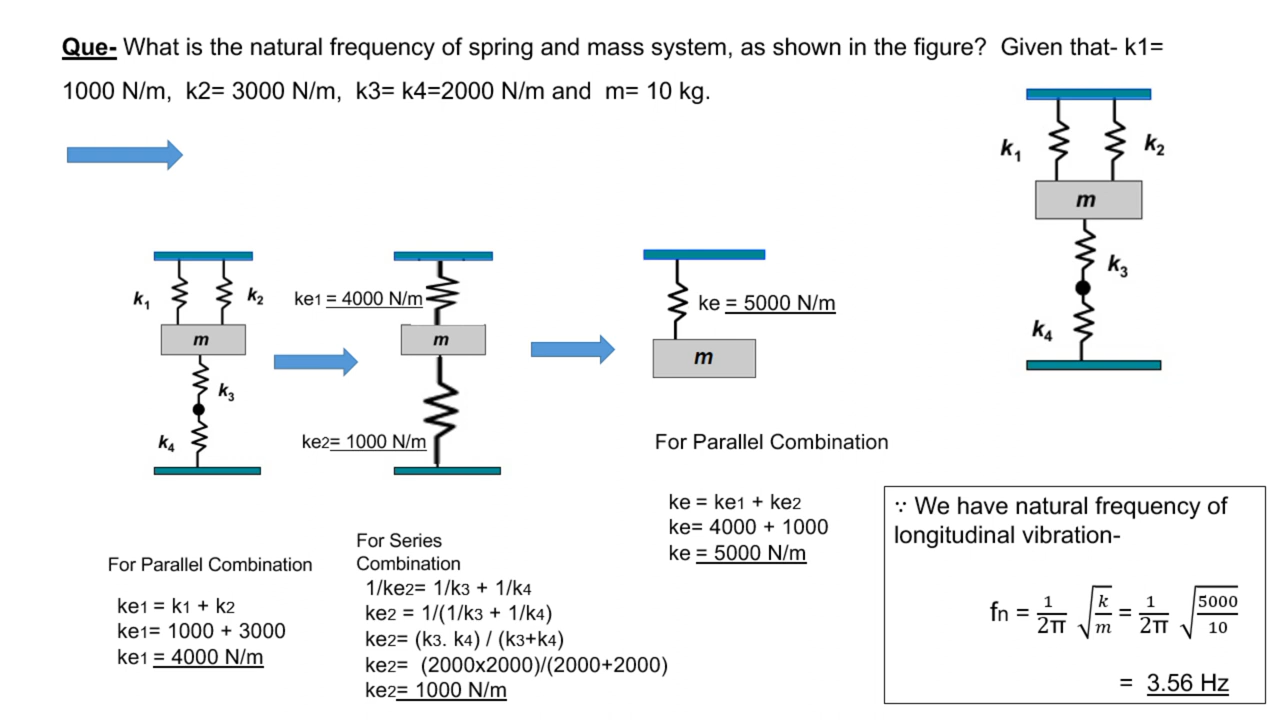 Que- What is the natural frequency of spring and mass system, as shown in the figure? Given that- k1=
1000 N/m, k2= 3000 N/m, k3= k4=2000 N/m and m= 10 kg.
k₁
k₂
m
k₃
k₄
k₁
k₂
m
k₃
k₄
ke1 = 4000 N/m
m
ke2= 1000 N/m
ke = 5000 N/m
m
For Parallel Combination
ke1 = k1 + k2
ke1= 1000 + 3000
ke1 = 4000 N/m
For Series
Combination
1/ke2= 1/k3 + 1/k4
ke2 = 1/(1/k3 + 1/k4)
ke2= (k3. k4) / (k3+k4)
ke2= (2000x2000)/(2000+2000)
ke2= 1000 N/m
For Parallel Combination
ke = ke1 + ke2
ke= 4000 + 1000
ke = 5000 N/m
∵ We have natural frequency of
longitudinal vibration-
fn = 1/2π √k/m = 1/2π √5000/10
= 3.56 Hz